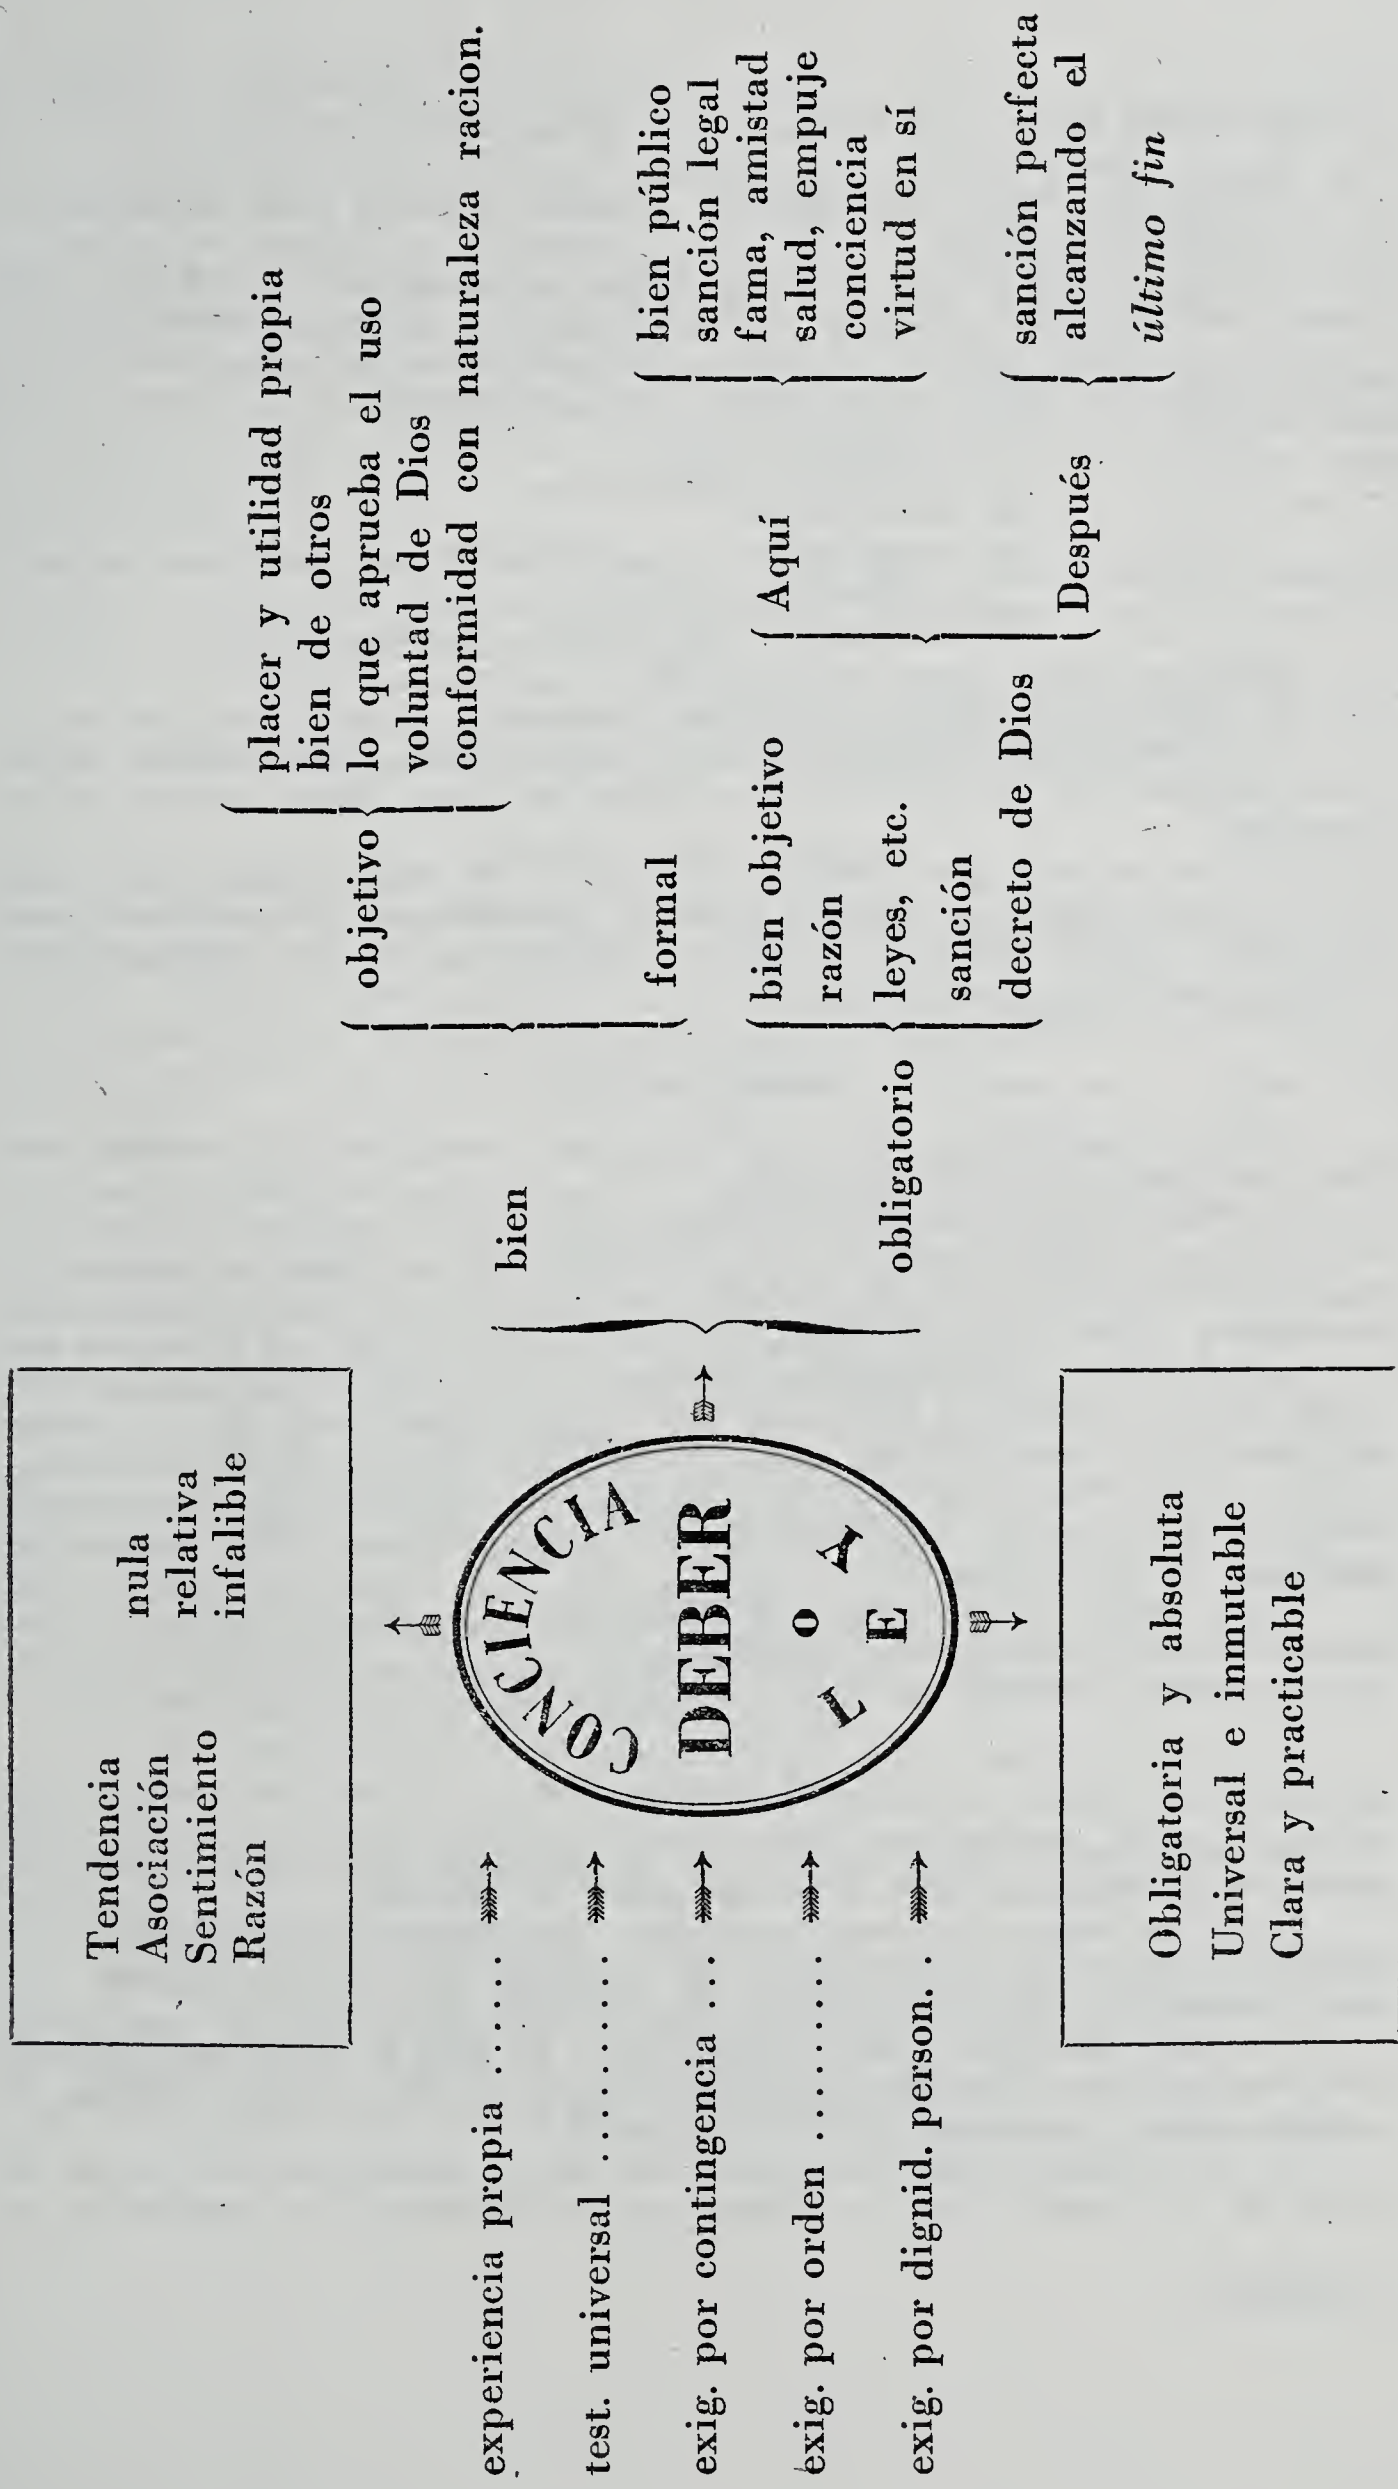 Tendencia
Asociación nula
Sentimiento relativa
Razón infalible
experiencia propia ......
test. universal ..........
exig. por contingencia ...
exig. por orden .........
exig. por dignid. person. .
CONCIENCIA
DEBER
o
LEY
bien
objetivo
placer y utilidad propia
bien de otros
lo que aprueba el uso
voluntad de Dios
conformidad con naturaleza racion.
formal
obligatorio
bien objetivo
razón
leyes, etc.
sanción
decreto de Dios
Aquí
bien público
sanción legal
fama, amistad
salud, empuje
conciencia
virtud en sí
Después
sanción perfecta
alcanzando el
último fin
Obligatoria y absoluta
Universal e inmutable
Clara y practicable